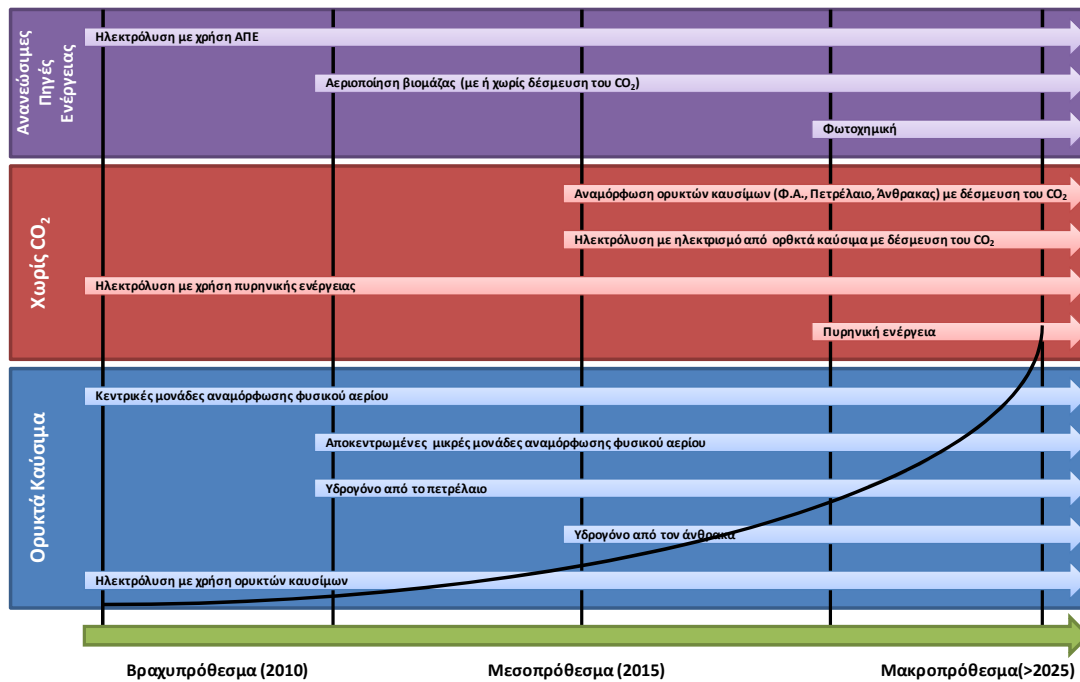 Ανανεώσιμες
Πηγές
Ενέργειας
Ηλεκτρόλυση με χρήση ΑΠΕ
Αεριοποίηση βιομάζας (με ή χωρίς δέσμευση του CO₂)
Φωτοχημική
Χωρίς CO₂
Αναμόρφωση ορυκτών καυσίμων (Φ.Α., Πετρέλαιο, Άνθρακας) με δέσμευση του CO₂
Ηλεκτρόλυση με ηλεκτρισμό από ορθκτά καύσιμα με δέσμευση του CO₂
Ηλεκτρόλυση με χρήση πυρηνικής ενέργειας
Πυρηνική ενέργεια
Ορυκτά Καύσιμα
Κεντρικές μονάδες αναμόρφωσης φυσικού αερίου
Αποκεντρωμένες μικρές μονάδες αναμόρφωσης φυσικού αερίου
Υδρογόνο από το πετρέλαιο
Υδρογόνο από τον άνθρακα
Ηλεκτρόλυση με χρήση ορυκτών καυσίμων
Βραχυπρόθεσμα (2010)
Μεσοπρόθεσμα (2015)
Μακροπρόθεσμα(>2025)